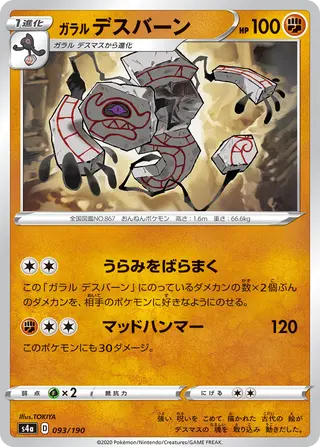 1進化
ガラル デスバーン
HP 100
ガラル デスマスから進化
全国図鑑NO.867 おんねんポケモン 高さ:1.6m 重さ:66.6kg
うらみをばらまく
この「ガラル デスバーン」にのっているダメカンの数×2個ぶんのダメカンを、相手のポケモンに好きなようにのせる。
マッドハンマー 120
このポケモンにも30ダメージ。
弱点 ×2 抵抗力 にげる
強い 呪いの 込められた 古代の 絵が
デスマスの 魂を 取りこんで 動きだした。
Illus.TOKIYA
s4a D 093/190
©2020 Pokémon/Nintendo/Creatures/GAME FREAK.